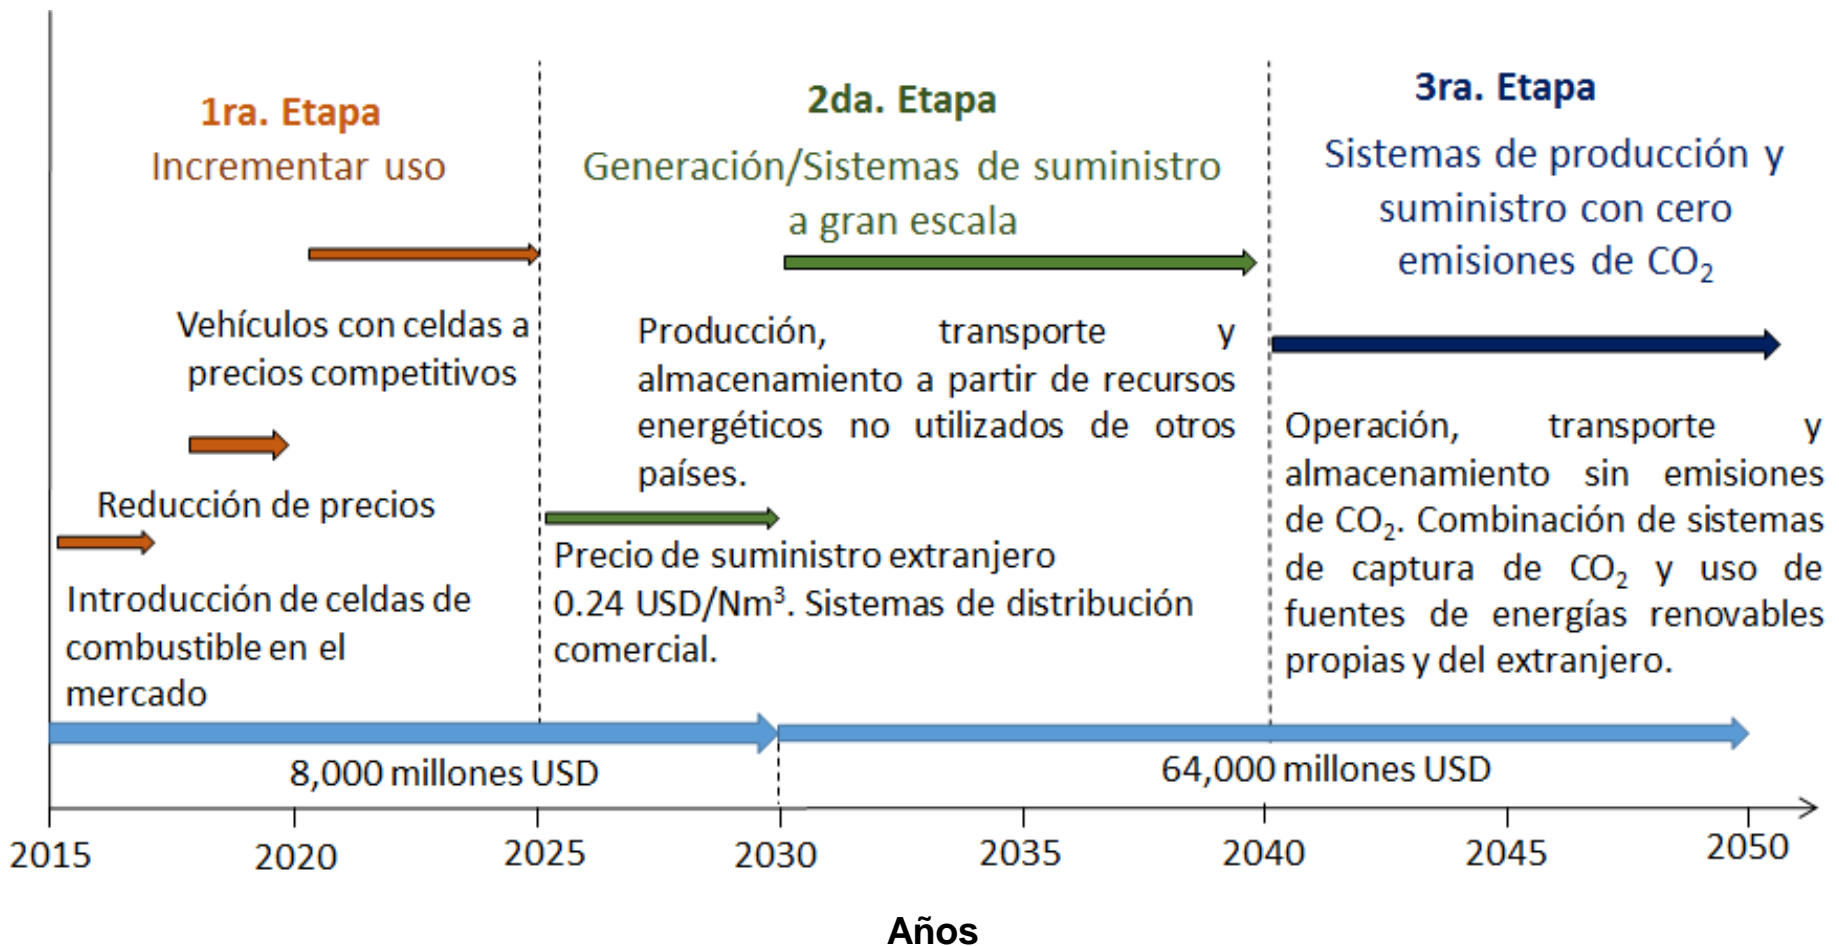 1ra. Etapa
Incrementar uso
Vehículos con celdas a
precios competitivos
Reducción de precios
Introducción de celdas de
combustible en el
mercado
2da. Etapa
Generación/Sistemas de suministro
a gran escala
Producción, transporte y
almacenamiento a partir de recursos
energéticos no utilizados de otros
países.
Precio de suministro extranjero
0.24 USD/Nm³. Sistemas de distribución
comercial.
3ra. Etapa
Sistemas de producción y
suministro con cero
emisiones de CO₂
Operación, transporte y
almacenamiento sin emisiones
de CO₂. Combinación de sistemas
de captura de CO₂ y uso de
fuentes de energías renovables
propias y del extranjero.
8,000 millones USD
64,000 millones USD
2015 2020 2025 2030 2035 2040 2045 2050
Años